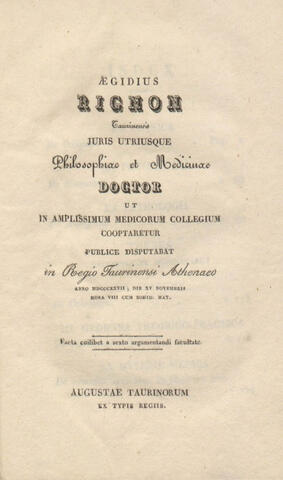 ÆGIDIUS
RIGNON
Taurinensis
JURIS UTRIUSQUE
Philosophiae et Medicinae
DOCTOR
UT
IN AMPLISSIMUM MEDICORUM COLLEGIUM
COOPTARETUR
PUBLICE DISPUTABAT
in Regio Taurinensi Athenaeo
ANNO MDCCCXXVII; DIE XV NOVEMBRIS
HORA VIII CUM DIMID. MAT.
Facta cuilibet a sexto argumentandi facultate.
AUGUSTAE TAURINORUM
EX TYPIS REGIIS.